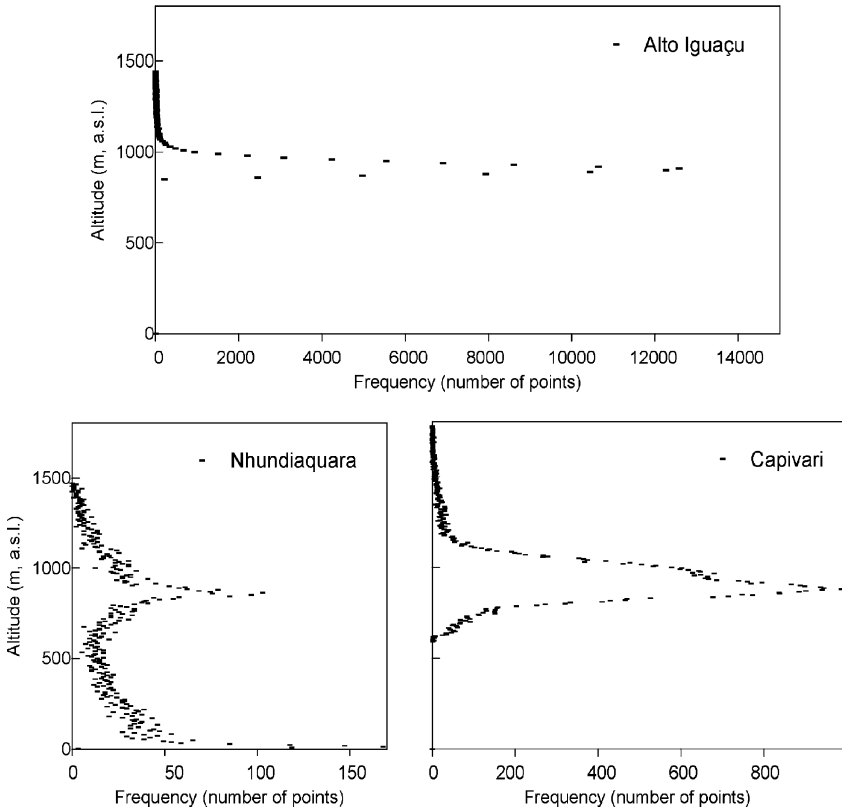 Alto Iguaçu
Altitude (m, a.s.l.)
1500
1000
500
0
0 2000 4000 6000 8000 10000 12000 14000
Frequency (number of points)
Nhundiaquara
Altitude (m, a.s.l.)
1500
1000
500
0
0 50 100 150
Frequency (number of points)
Capivari
0 200 400 600 800
Frequency (number of points)